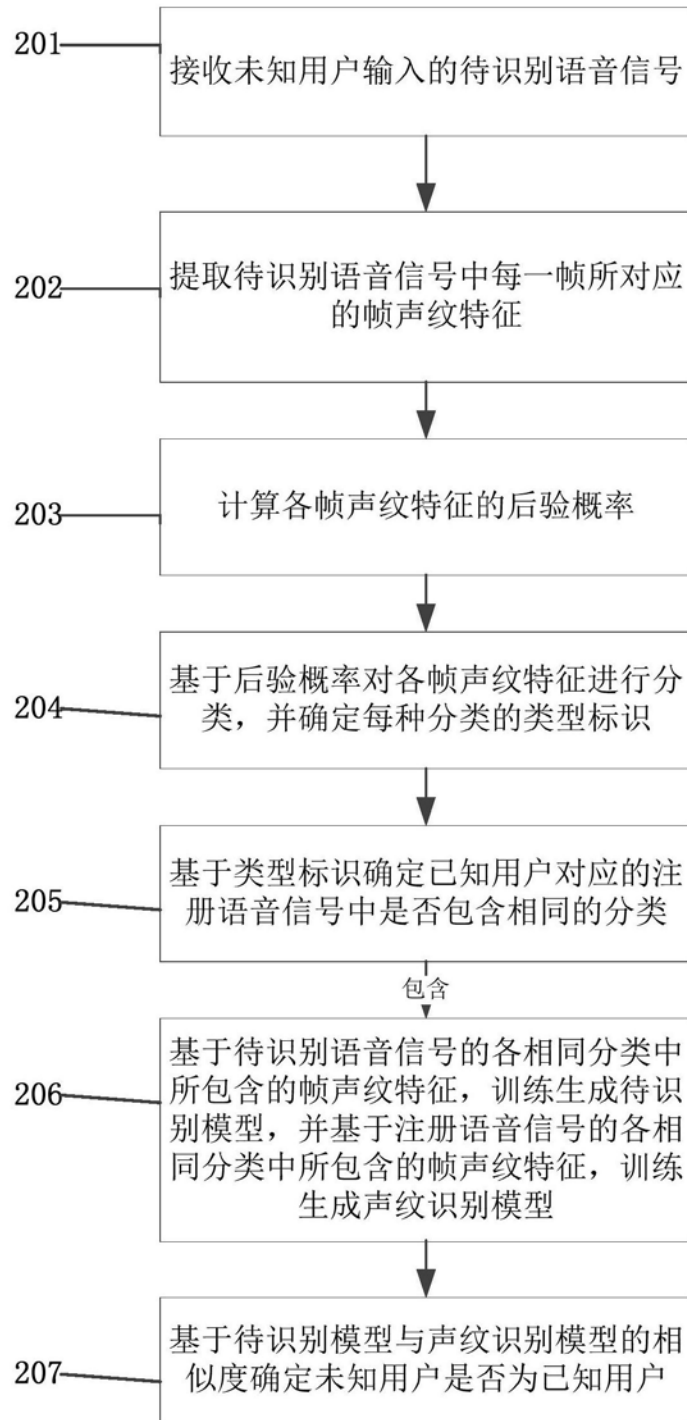 201
接收未知用户输入的待识别语音信号
202
提取待识别语音信号中每一帧所对应
的帧声纹特征
203
计算各帧声纹特征的后验概率
204
基于后验概率对各帧声纹特征进行分
类，并确定每种分类的类型标识
205
基于类型标识确定已知用户对应的注
册语音信号中是否包含相同的分类
包含
206
基于待识别语音信号的各相同分类中
所包含的帧声纹特征，训练生成待识
别模型，并基于注册语音信号的各相
同分类中所包含的帧声纹特征，训练
生成声纹识别模型
207
基于待识别模型与声纹识别模型的相
似度确定未知用户是否为已知用户